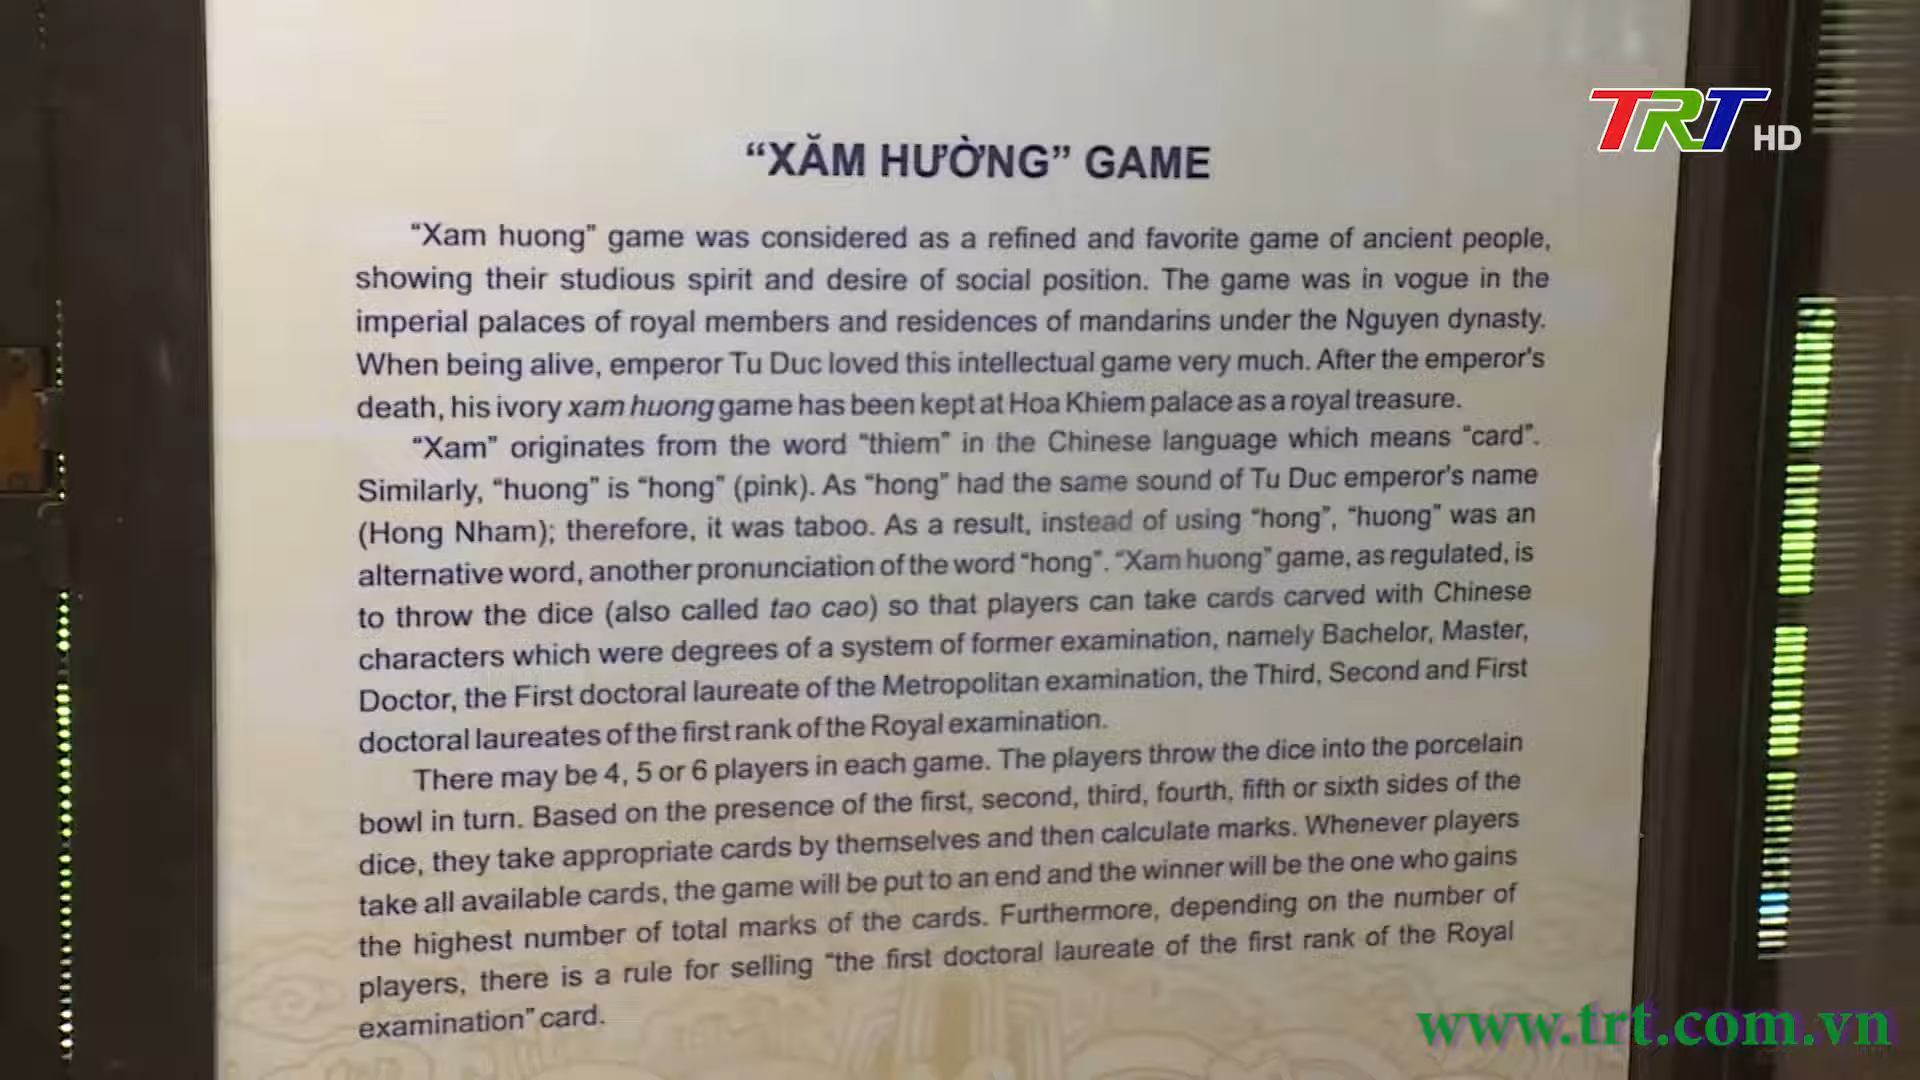 TRT HD
“XĂM HƯỜNG” GAME
“Xam huong” game was considered as a refined and favorite game of ancient people,
showing their studious spirit and desire of social position. The game was in vogue in the
imperial palaces of royal members and residences of mandarins under the Nguyen dynasty.
When being alive, emperor Tu Duc loved this intellectual game very much. After the emperor's
death, his ivory xam huong game has been kept at Hoa Khiem palace as a royal treasure.
“Xam” originates from the word “thiem” in the Chinese language which means “card”.
Similarly, “huong” is “hong” (pink). As “hong” had the same sound of Tu Duc emperor's name
(Hong Nham); therefore, it was taboo. As a result, instead of using “hong”, “huong” was an
alternative word, another pronunciation of the word “hong”. “Xam huong” game, as regulated, is
to throw the dice (also called tao cao) so that players can take cards carved with Chinese
characters which were degrees of a system of former examination, namely Bachelor, Master,
Doctor, the First doctoral laureate of the Metropolitan examination, the Third, Second and First
doctoral laureates of the first rank of the Royal examination.
There may be 4, 5 or 6 players in each game. The players throw the dice into the porcelain
bowl in turn. Based on the presence of the first, second, third, fourth, fifth or sixth sides of the
dice, they take appropriate cards by themselves and then calculate marks. Whenever players
take all available cards, the game will be put to an end and the winner will be the one who gains
the highest number of total marks of the cards. Furthermore, depending on the number of
players, there is a rule for selling “the first doctoral laureate of the first rank of the Royal
examination” card.
www.trt.com.vn